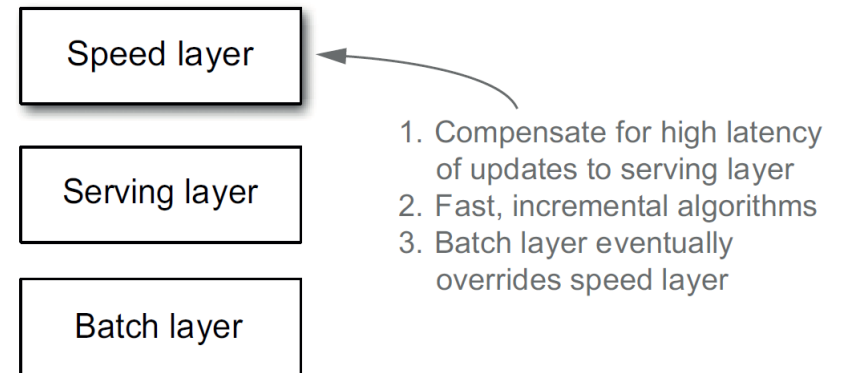 Speed layer
1. Compensate for high latency
of updates to serving layer
Serving layer
2. Fast, incremental algorithms
3. Batch layer eventually
overrides speed layer
Batch layer